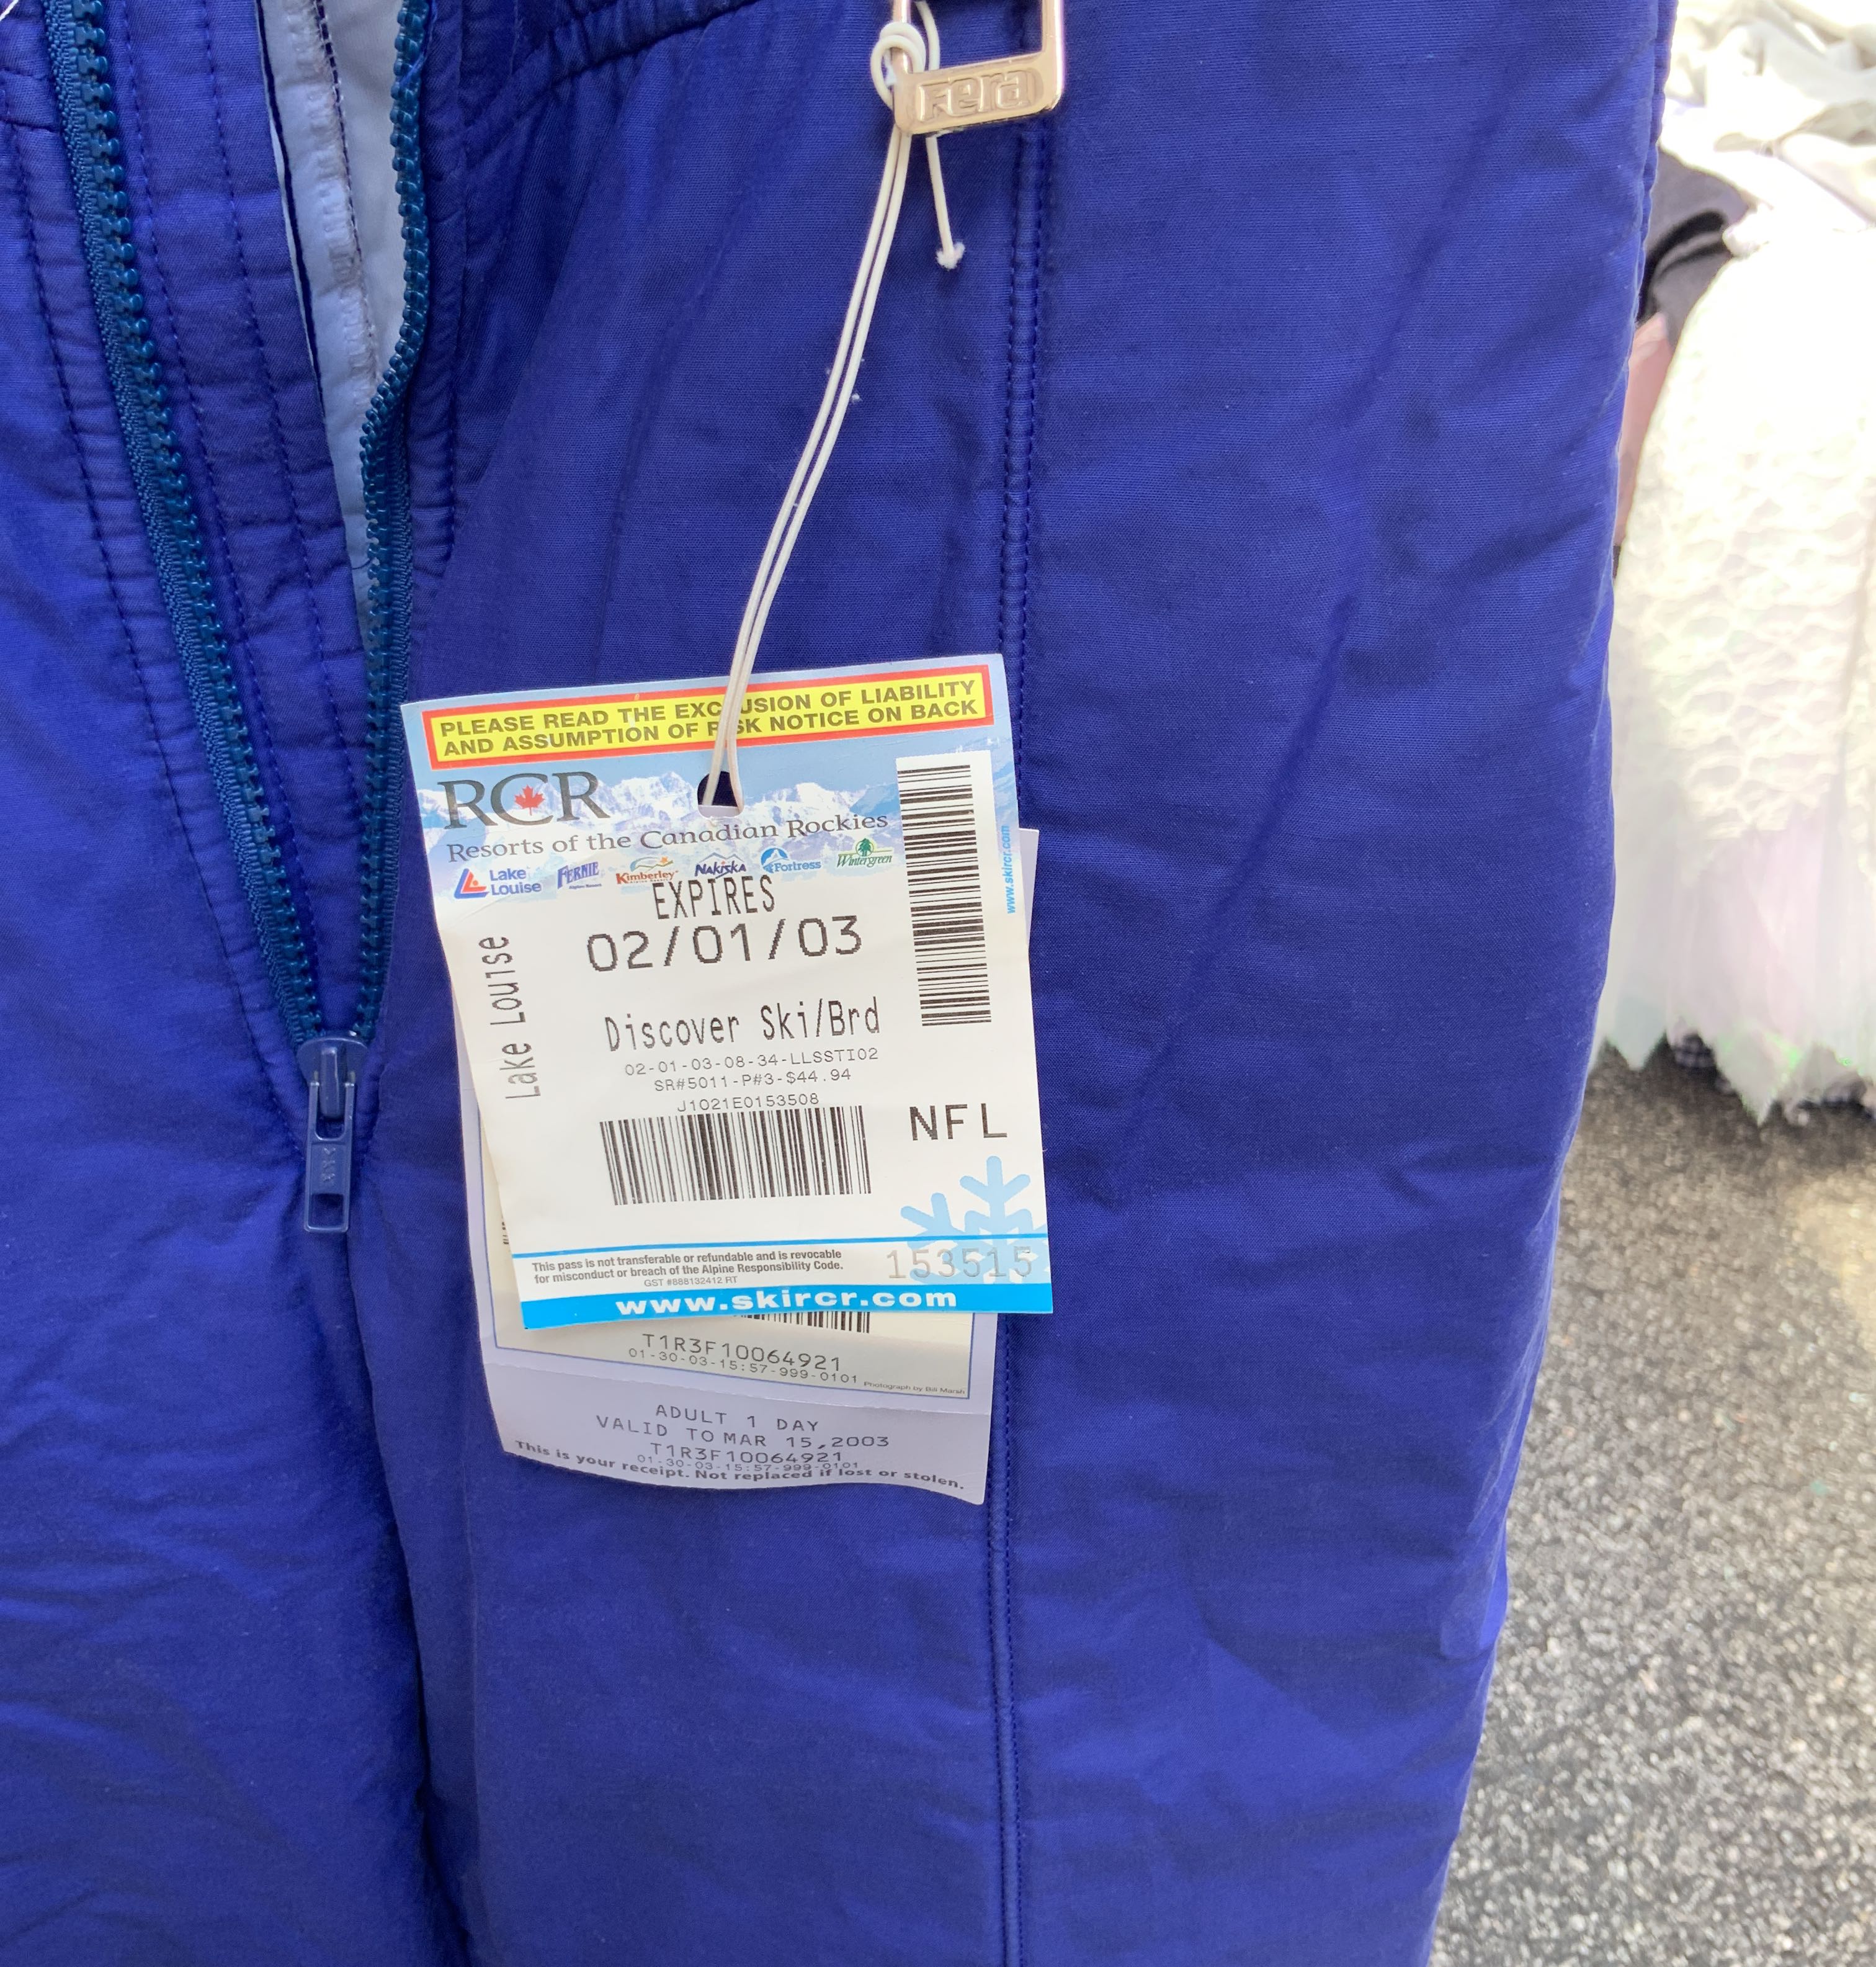 Fera
PLEASE READ THE EXCLUSION OF LIABILITY
AND ASSUMPTION OF RISK NOTICE ON BACK
RCR
Resorts of the Canadian Rockies
Lake Louise
FERNIE
Kimberley
NAKISKA
Fortress
Wintergreen
www.skircr.com
EXPIRES
02/01/03
Lake Louise
Discover Ski/Brd
02-01-03-08-34-LLSSTI02
SR#5011-P#3-$44.94
J1021E0153508
NFL
This pass is not transferable or refundable and is revocable
for misconduct or breach of the Alpine Responsibility Code.
GST #888132412 RT
153515
www.skircr.com
T1R3F10064921
01-30-03-15:57-999-0101
Photograph by Bill Marsh
ADULT 1 DAY
VALID TO MAR 15,2003
T1R3F10064921
01-30-03-15:57-999-0101
This is your receipt. Not replaced if lost or stolen.